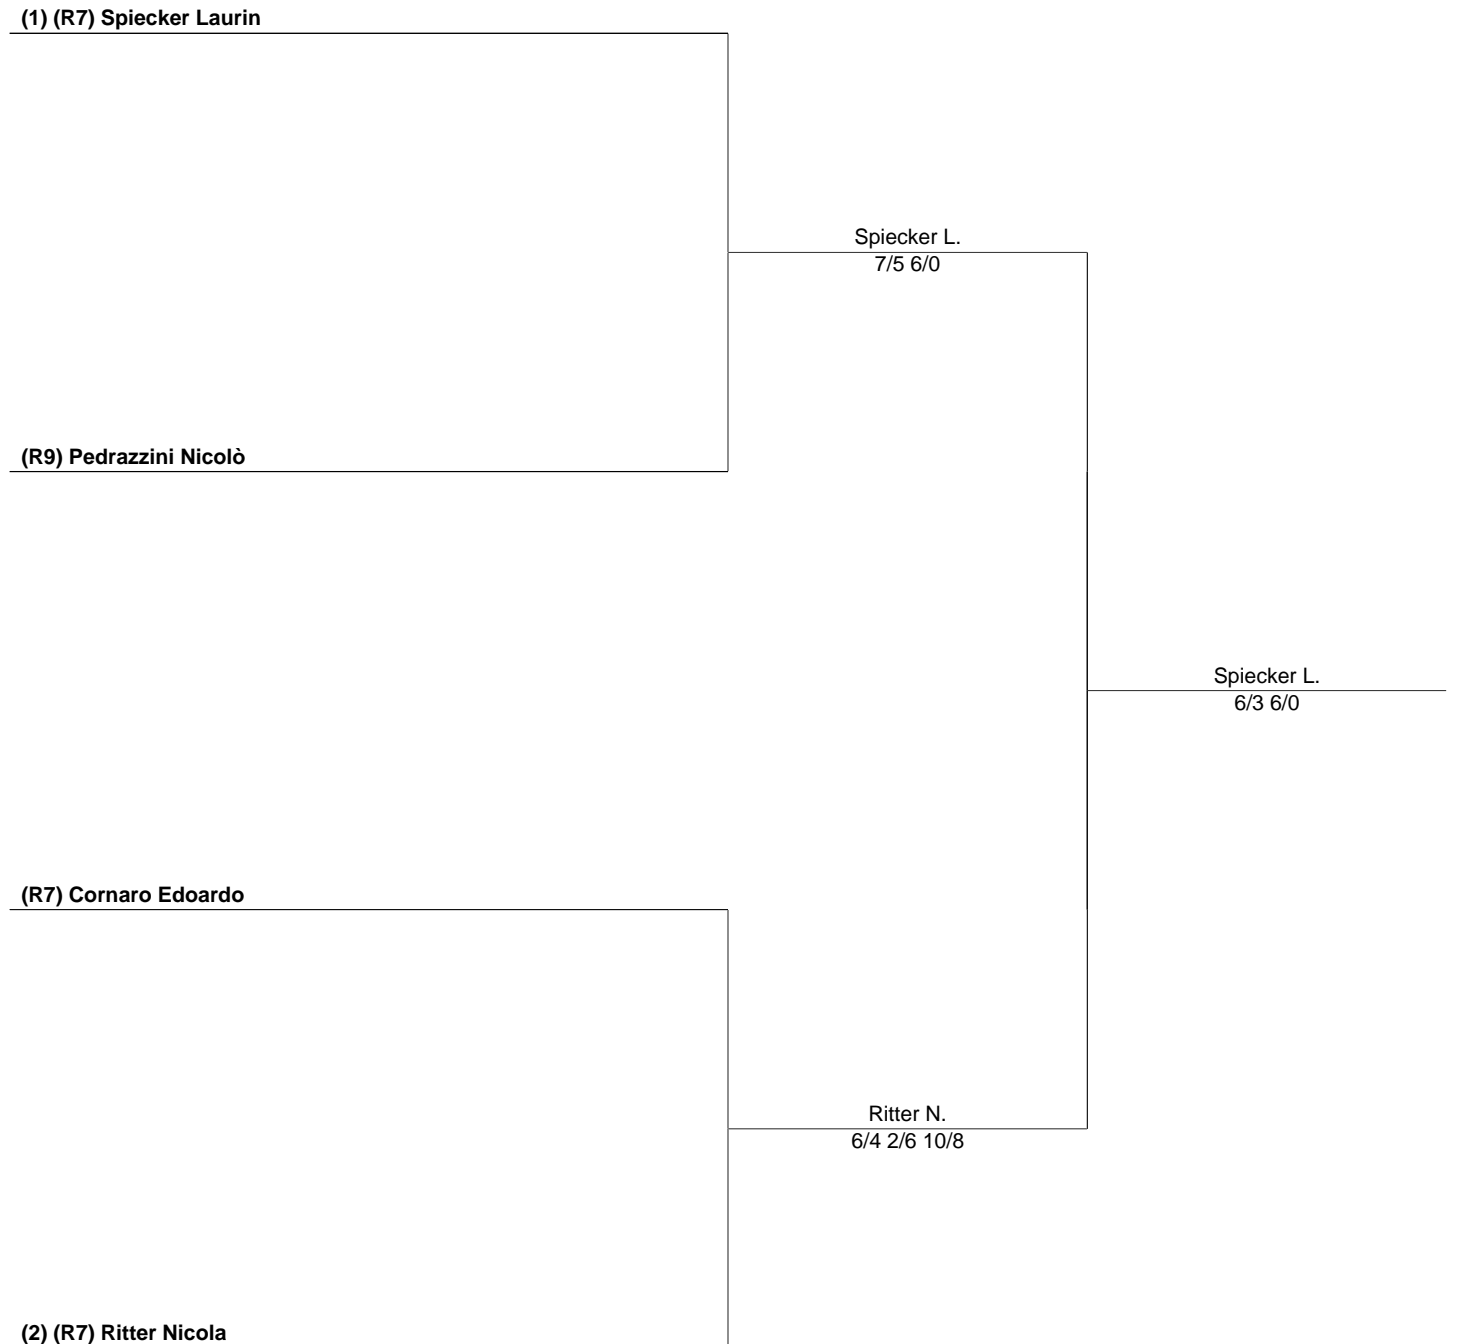 (1) (R7) Spiecker Laurin
Spiecker L.
7/5 6/0
(R9) Pedrazzini Nicolò
Spiecker L.
6/3 6/0
(R7) Cornaro Edoardo
Ritter N.
6/4 2/6 10/8
(2) (R7) Ritter Nicola